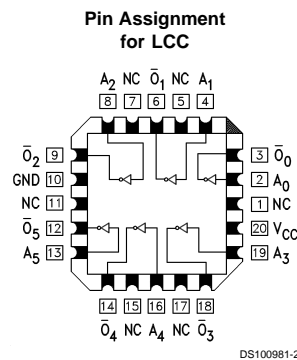 Pin Assignment
for LCC
A2 NC Ō1 NC A1
8 7 6 5 4
Ō2 9
GND 10
NC 11
Ō5 12
A5 13
3 Ō0
2 A0
1 NC
20 VCC
19 A3
14 15 16 17 18
Ō4 NC A4 NC Ō3
DS100981-2